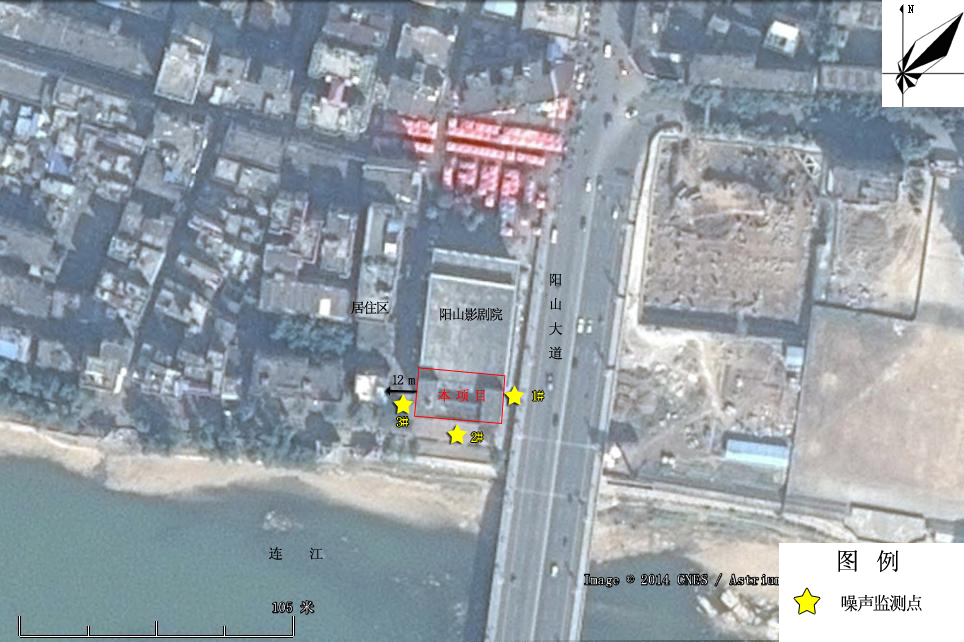 N
居住区
阳山影剧院
阳山大道
12 m
本项目
1#
3#
2#
连江
Image © 2014 CNES / Astrium
105 米
图例
噪声监测点